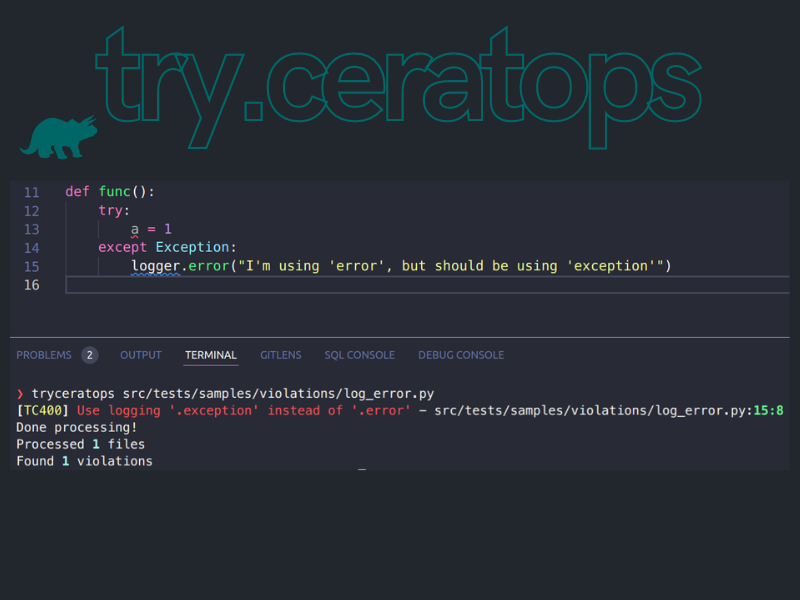 try.ceratops
11 def func():
12 try:
13 a = 1
14 except Exception:
15 logger.error("I'm using 'error', but should be using 'exception'")
16
PROBLEMS 2 OUTPUT TERMINAL GITLENS SQL CONSOLE DEBUG CONSOLE
❯ tryceratops src/tests/samples/violations/log_error.py
[TC400] Use logging '.exception' instead of '.error' - src/tests/samples/violations/log_error.py:15:8
Done processing!
Processed 1 files
Found 1 violations